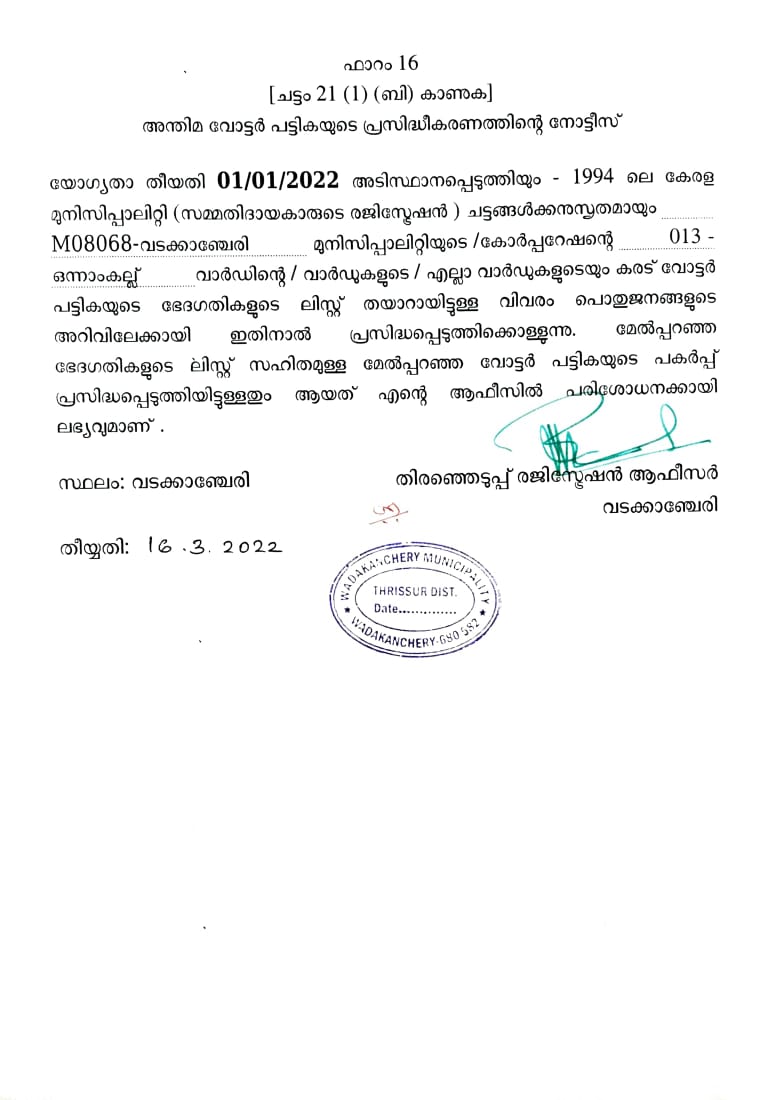 ഫാറം 16
[ചട്ടം 21 (1) (ബി) കാണുക]
അന്തിമ വോട്ടർ പട്ടികയുടെ പ്രസിദ്ധീകരണത്തിന്റെ നോട്ടീസ്
യോഗ്യതാ തീയതി 01/01/2022 അടിസ്ഥാനപ്പെടുത്തിയും - 1994 ലെ കേരള
മുനിസിപ്പാലിറ്റി (സമ്മതിദായകാരുടെ രജിസ്ട്രേഷൻ ) ചട്ടങ്ങൾക്കനുസൃതമായും ..............
M08068-വടക്കാഞ്ചേരി .............. മുനിസിപ്പാലിറ്റിയുടെ /കോർപ്പറേഷന്റെ .............. 013 -
ഒന്നാംകല്ല് .............. വാർഡിന്റെ / വാർഡുകളുടെ / എല്ലാ വാർഡുകളുടെയും കരട് വോട്ടർ
പട്ടികയുടെ ഭേദഗതികളുടെ ലിസ്റ്റ് തയാറായിട്ടുള്ള വിവരം പൊതുജനങ്ങളുടെ
അറിവിലേക്കായി ഇതിനാൽ പ്രസിദ്ധപ്പെടുത്തിക്കൊള്ളുന്നു. മേൽപ്പറഞ്ഞ
ഭേദഗതികളുടെ ലിസ്റ്റ് സഹിതമുള്ള മേൽപ്പറഞ്ഞ വോട്ടർ പട്ടികയുടെ പകർപ്പ്
പ്രസിദ്ധപ്പെടുത്തിയിട്ടുള്ളതും ആയത് എന്റെ ആഫീസിൽ പരിശോധനക്കായി
ലഭ്യവുമാണ് .
സ്ഥലം: വടക്കാഞ്ചേരി
തിരഞ്ഞെടുപ്പ് രജിസ്ട്രേഷൻ ആഫീസർ
വടക്കാഞ്ചേരി
തീയ്യതി: 16.3.2022
WADAKANCHERY MUNICIPALITY
THRISSUR DIST.
Date..............
WADAKANCHERY-680 582